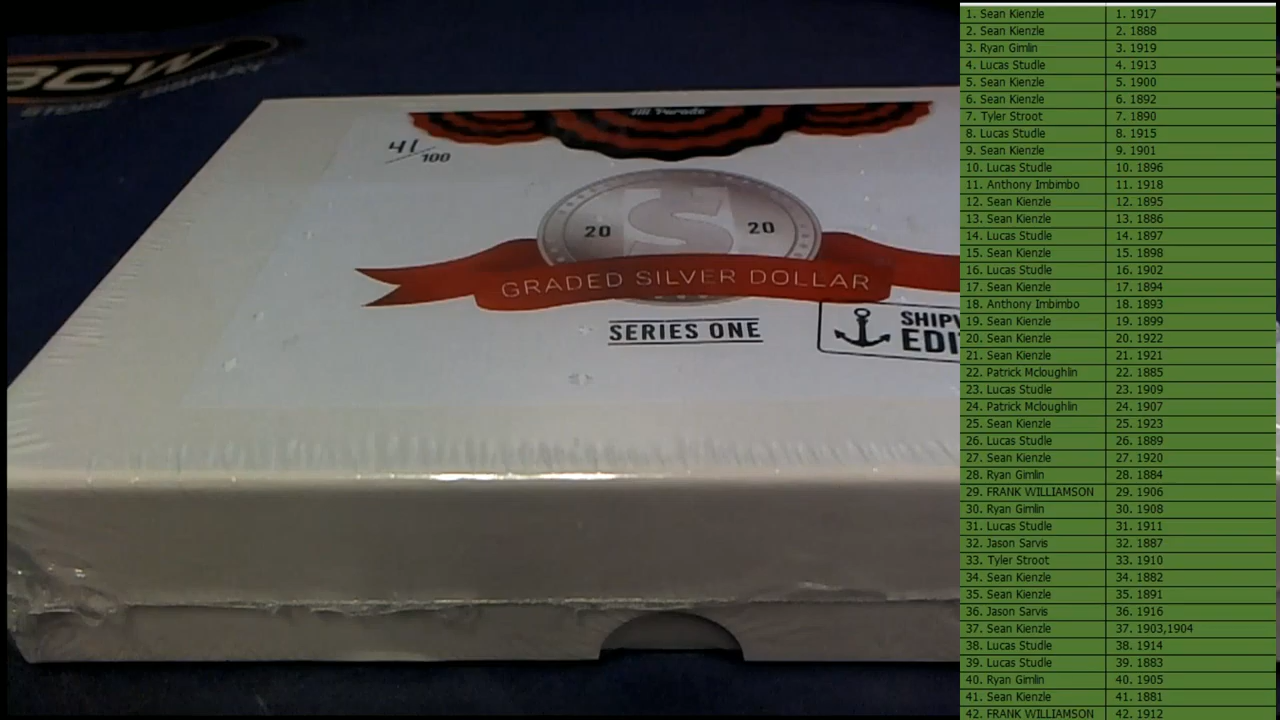 BCW
STORE DISPLAY
Hit Parade
41/100
S
20 20
GRADED SILVER DOLLAR
SERIES ONE
EDI
1. Sean Kienzle 1. 1917
2. Sean Kienzle 2. 1888
3. Ryan Gimlin 3. 1919
4. Lucas Studle 4. 1913
5. Sean Kienzle 5. 1900
6. Sean Kienzle 6. 1892
7. Tyler Stroot 7. 1890
8. Lucas Studle 8. 1915
9. Sean Kienzle 9. 1901
10. Lucas Studle 10. 1896
11. Anthony Imbimbo 11. 1918
12. Sean Kienzle 12. 1895
13. Sean Kienzle 13. 1886
14. Lucas Studle 14. 1897
15. Sean Kienzle 15. 1898
16. Lucas Studle 16. 1902
17. Sean Kienzle 17. 1894
18. Anthony Imbimbo 18. 1893
19. Sean Kienzle 19. 1899
20. Sean Kienzle 20. 1922
21. Sean Kienzle 21. 1921
22. Patrick Mcloughlin 22. 1885
23. Lucas Studle 23. 1909
24. Patrick Mcloughlin 24. 1907
25. Sean Kienzle 25. 1923
26. Lucas Studle 26. 1889
27. Sean Kienzle 27. 1920
28. Ryan Gimlin 28. 1884
29. FRANK WILLIAMSON 29. 1906
30. Ryan Gimlin 30. 1908
31. Lucas Studle 31. 1911
32. Jason Sarvis 32. 1887
33. Tyler Stroot 33. 1910
34. Sean Kienzle 34. 1882
35. Sean Kienzle 35. 1891
36. Jason Sarvis 36. 1916
37. Sean Kienzle 37. 1903,1904
38. Lucas Studle 38. 1914
39. Lucas Studle 39. 1883
40. Ryan Gimlin 40. 1905
41. Sean Kienzle 41. 1881
42. FRANK WILLIAMSON 42. 1912